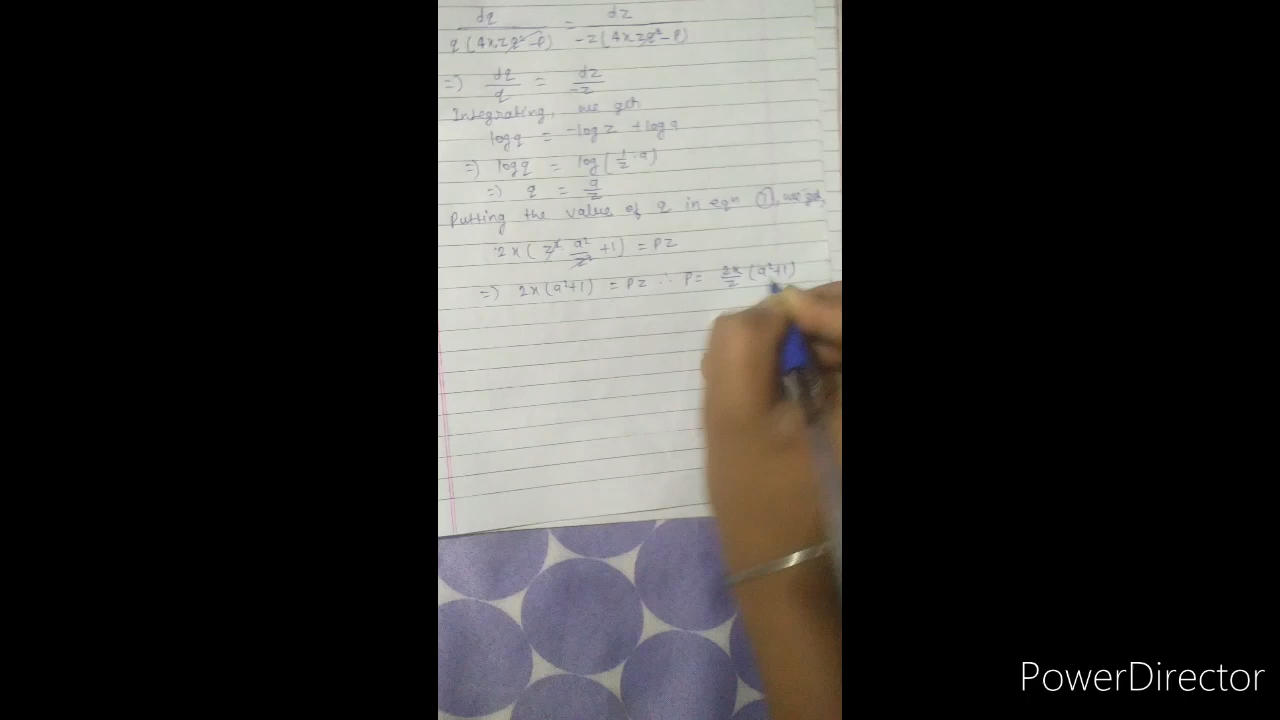 dq / q(4xzq²-p) = dz / -z(4xzq²-p)
=) dq/q = dz/-z
Integrating, we get
log q = -log z + log a
=) log q = log(1/z · a)
=) q = a/z
Putting the value of q in eqn ①, we get,
2x(z² · a²/z² + 1) = Pz
=) 2x(a²+1) = Pz ∴ P = 2x/z (a²+1)
PowerDirector